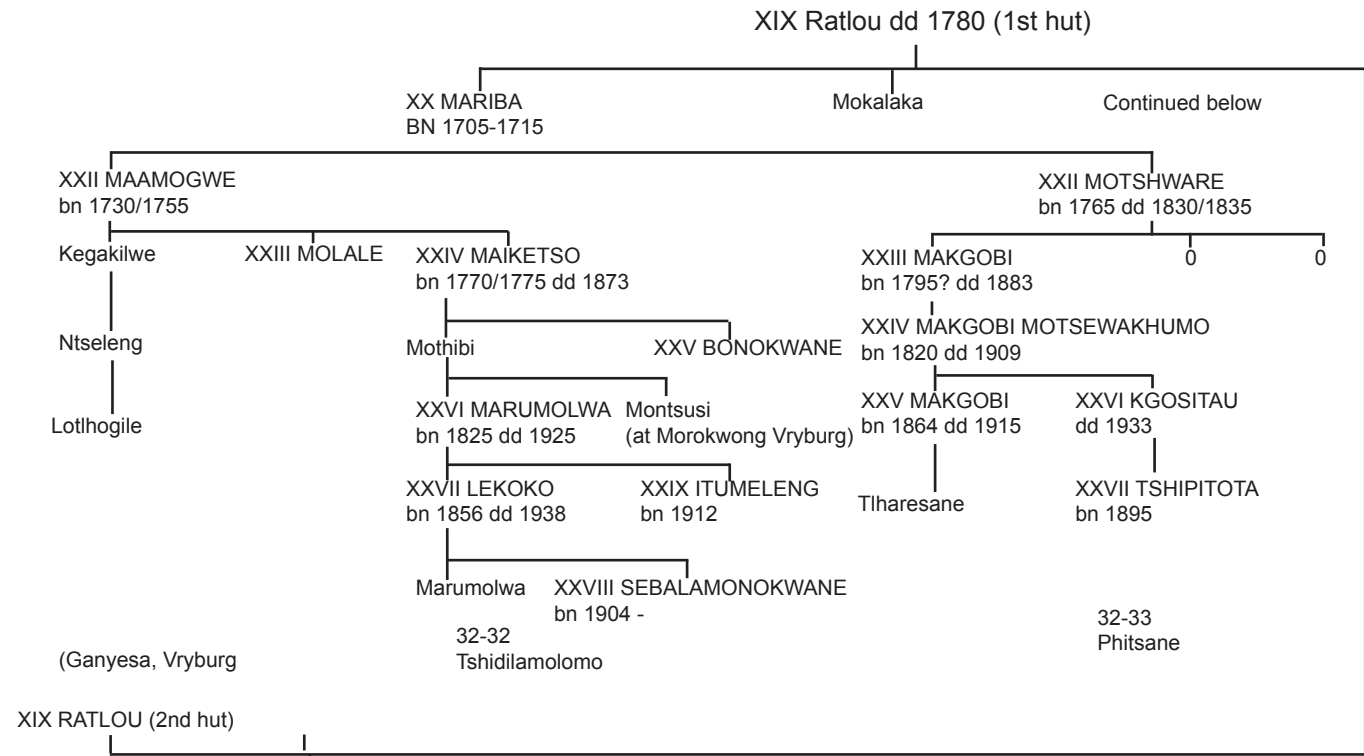 XIX Ratlou dd 1780 (1st hut)
XX MARIBA
BN 1705-1715
Mokalaka
Continued below
XXII MAAMOGWE
bn 1730/1755
XXII MOTSHWARE
bn 1765 dd 1830/1835
Kegakilwe
XXIII MOLALE
XXIV MAIKETSO
bn 1770/1775 dd 1873
XXIII MAKGOBI
bn 1795? dd 1883
0
0
Ntseleng
Mothibi
XXV BONOKWANE
XXIV MAKGOBI MOTSEWAKHUMO
bn 1820 dd 1909
Lotlhogile
XXVI MARUMOLWA
bn 1825 dd 1925
Montsusi
(at Morokwong Vryburg)
XXV MAKGOBI
bn 1864 dd 1915
XXVI KGOSITAU
dd 1933
XXVII LEKOKO
bn 1856 dd 1938
XXIX ITUMELENG
bn 1912
Tlharesane
XXVII TSHIPITOTA
bn 1895
Marumolwa
XXVIII SEBALAMONOKWANE
bn 1904 -
32-32
Tshidilamolomo
32-33
Phitsane
(Ganyesa, Vryburg
XIX RATLOU (2nd hut)